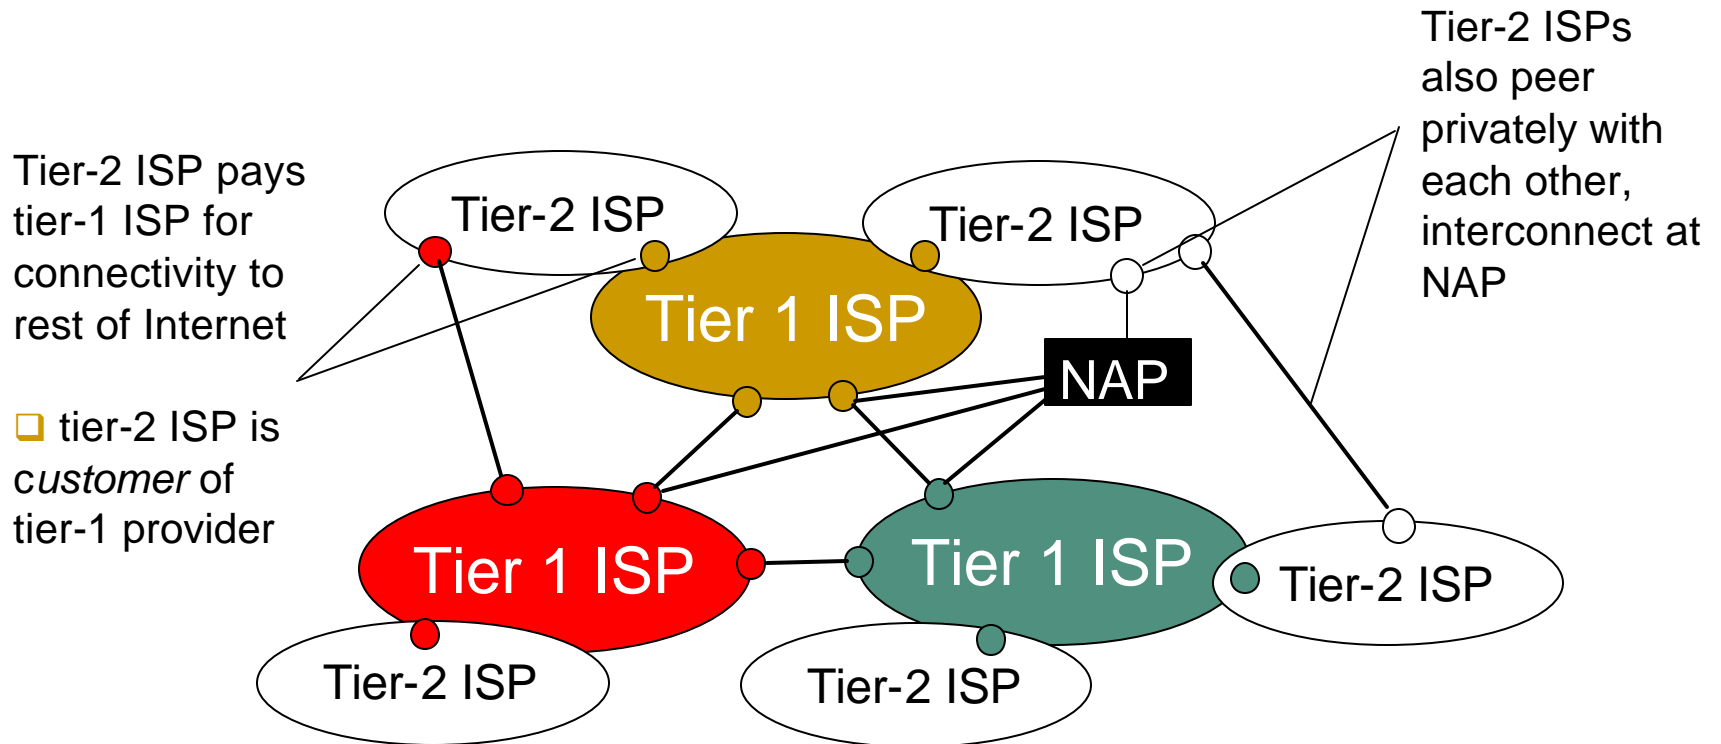 Tier-2 ISPs
also peer
privately with
each other,
interconnect at
NAP
Tier-2 ISP pays
tier-1 ISP for
connectivity to
rest of Internet
❑ tier-2 ISP is
customer of
tier-1 provider
Tier-2 ISP
Tier-2 ISP
Tier 1 ISP
NAP
Tier 1 ISP
Tier 1 ISP
Tier-2 ISP
Tier-2 ISP
Tier-2 ISP